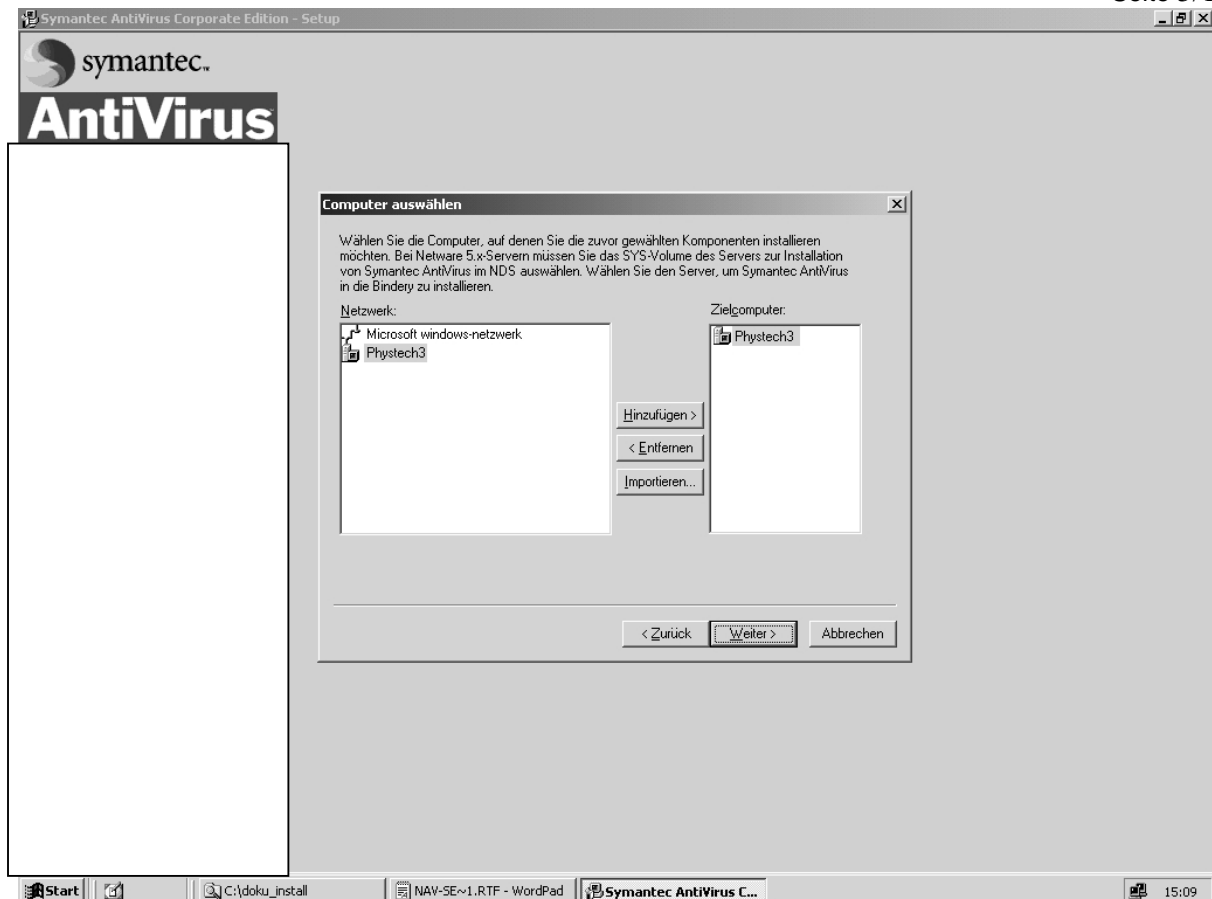 Symantec AntiVirus Corporate Edition - Setup
symantec™
AntiVirus
Computer auswählen
Wählen Sie die Computer, auf denen Sie die zuvor gewählten Komponenten installieren
möchten. Bei Netware 5.x-Servern müssen Sie das SYS-Volume des Servers zur Installation
von Symantec AntiVirus im NDS auswählen. Wählen Sie den Server, um Symantec AntiVirus
in die Bindery zu installieren.
Netzwerk:
Zielcomputer:
Microsoft windows-netzwerk
Phystech3
Phystech3
Hinzufügen >
< Entfernen
Importieren...
< Zurück
Weiter >
Abbrechen
Start
C:\doku_install
NAV-SE~1.RTF - WordPad
Symantec AntiVirus C...
15:09